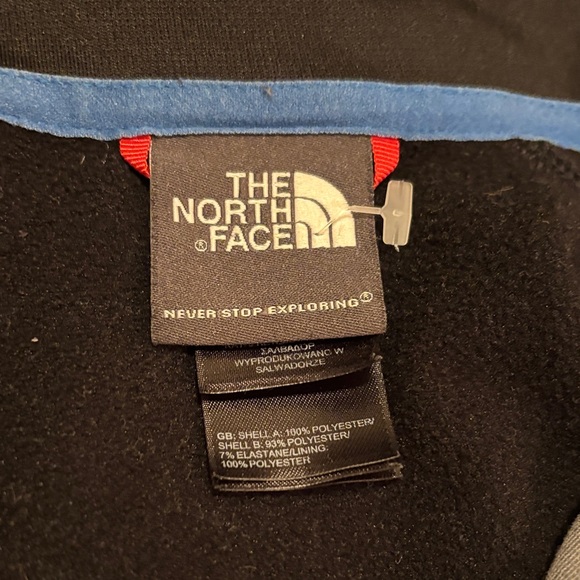 THE
NORTH
® FACE
NEVER STOP EXPLORING®
ΣΑΛΒΑΔΟΡ
WYPRODUKOWANO W
SALWADORZE
GB: SHELL A: 100% POLYESTER/
SHELL B: 93% POLYESTER/
7% ELASTANE/LINING:
100% POLYESTER